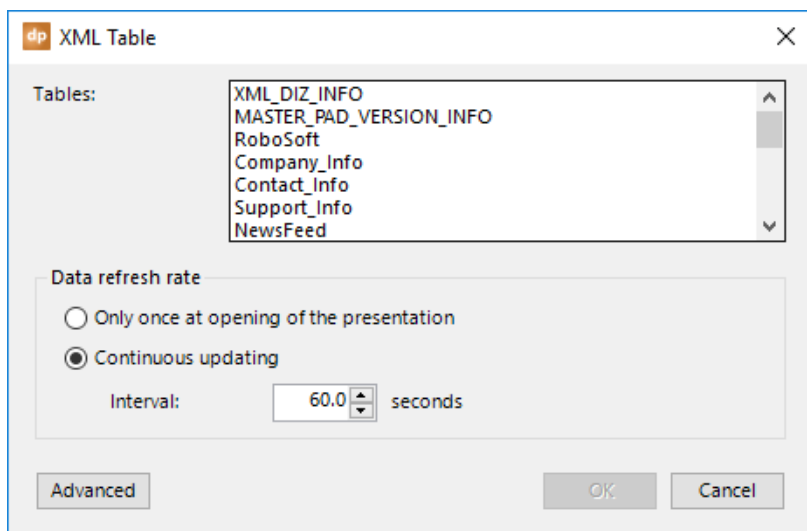 dp XML Table
Tables:
XML_DIZ_INFO
MASTER_PAD_VERSION_INFO
RoboSoft
Company_Info
Contact_Info
Support_Info
NewsFeed
Data refresh rate
Only once at opening of the presentation
Continuous updating
Interval: 60.0 seconds
Advanced OK Cancel